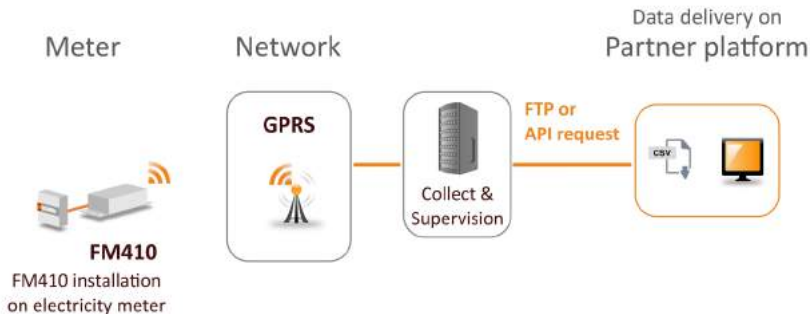 Meter
Network
Data delivery on
Partner platform
GPRS
FTP or
API request
CSV
Collect &
Supervision
FM410
FM410 installation
on electricity meter